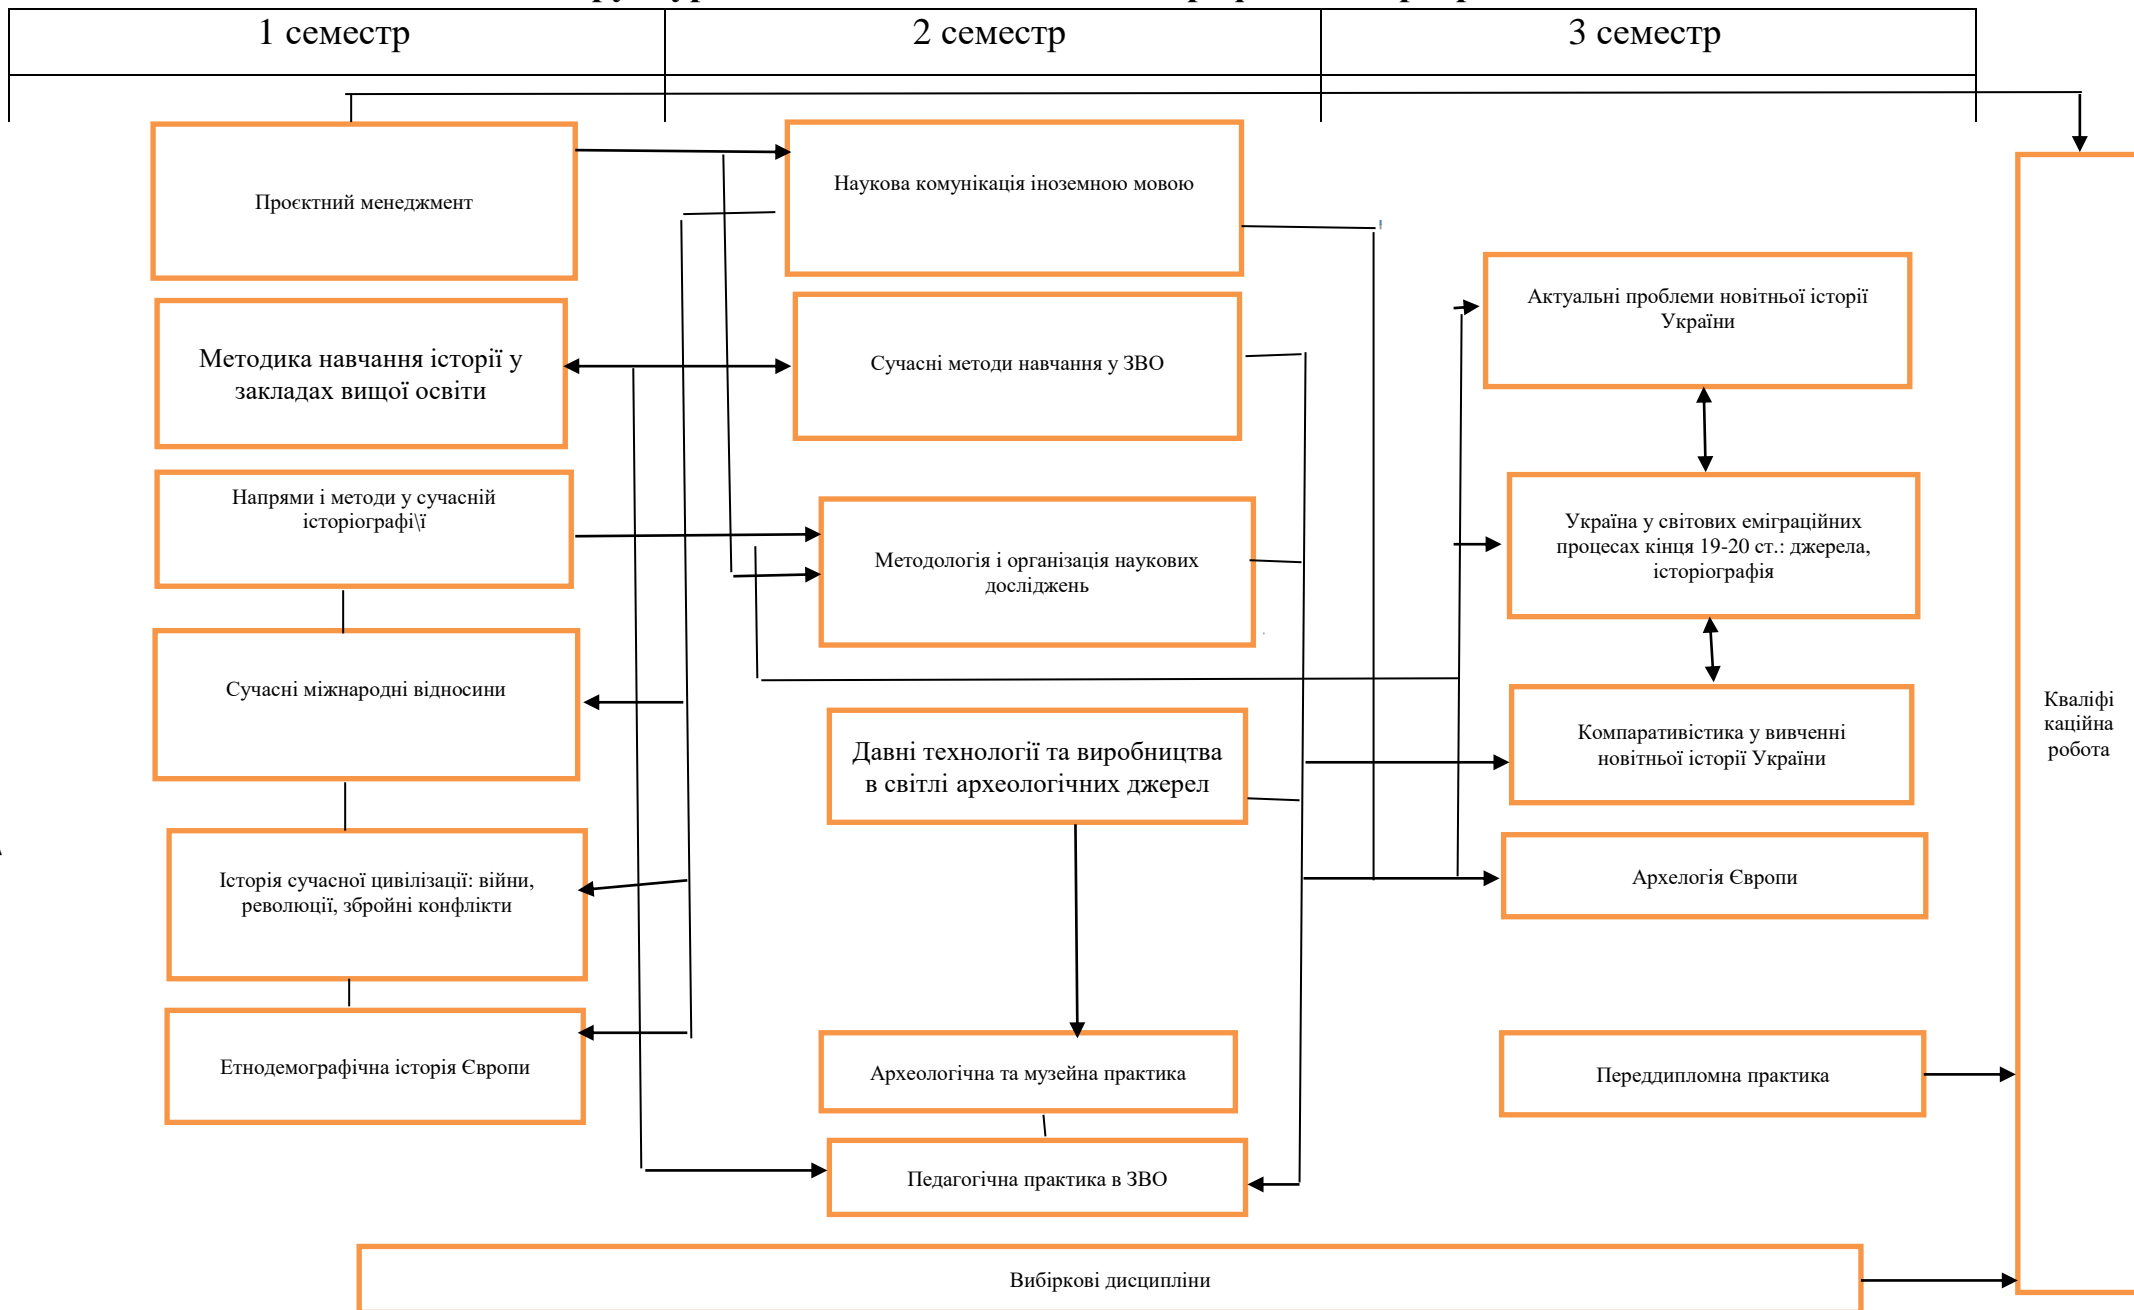 1 семестр
2 семестр
3 семестр
Проєктний менеджмент
Наукова комунікація іноземною мовою
Актуальні проблеми новітньої історії
України
Методика навчання історії у
закладах вищої освіти
Сучасні методи навчання у ЗВО
Напрями і методи у сучасній
історіографі\ї
Методологія і організація наукових
досліджень
Україна у світових еміграційних
процесах кінця 19-20 ст.: джерела,
історіографія
Сучасні міжнародні відносини
Давні технології та виробництва
в світлі археологічних джерел
Компаративістика у вивченні
новітньої історії України
Кваліфі
каційна
робота
Історія сучасної цивілізації: війни,
революції, збройні конфлікти
Архелогія Європи
Етнодемографічна історія Європи
Археологічна та музейна практика
Переддипломна практика
Педагогічна практика в ЗВО
Вибіркові дисципліни